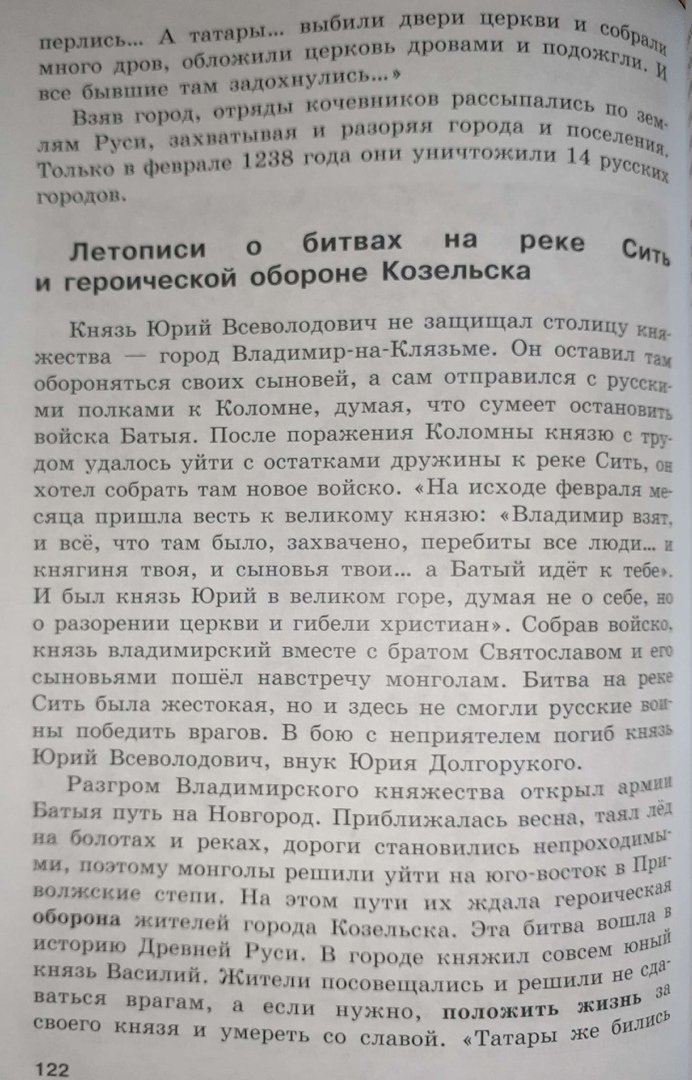 перлись... А татары... выбили двери церкви и собрали
много дров, обложили церковь дровами и подожгли. И
все бывшие там задохнулись...»
Взяв город, отряды кочевников рассыпались по зем-
лям Руси, захватывая и разоряя города и поселения.
Только в феврале 1238 года они уничтожили 14 русских
городов.
Летописи о битвах на реке Сить
и героической обороне Козельска
Князь Юрий Всеволодович не защищал столицу кня-
жества — город Владимир-на-Клязьме. Он оставил там
обороняться своих сыновей, а сам отправился с русски-
ми полками к Коломне, думая, что сумеет остановить
войска Батыя. После поражения Коломны князю с тру-
дом удалось уйти с остатками дружины к реке Сить, он
хотел собрать там новое войско. «На исходе февраля ме-
сяца пришла весть к великому князю: «Владимир взят,
и всё, что там было, захвачено, перебиты все люди... и
княгиня твоя, и сыновья твои... а Батый идёт к тебе».
И был князь Юрий в великом горе, думая не о себе, но
о разорении церкви и гибели христиан». Собрав войско,
князь владимирский вместе с братом Святославом и его
сыновьями пошёл навстречу монголам. Битва на реке
Сить была жестокая, но и здесь не смогли русские вои-
ны победить врагов. В бою с неприятелем погиб князь
Юрий Всеволодович, внук Юрия Долгорукого.
Разгром Владимирского княжества открыл армии
Батыя путь на Новгород. Приближалась весна, таял лёд
на болотах и реках, дороги становились непроходимы-
ми, поэтому монголы решили уйти на юго-восток в При-
волжские степи. На этом пути их ждала героическая
оборона жителей города Козельска. Эта битва вошла в
историю Древней Руси. В городе княжил совсем юный
князь Василий. Жители посовещались и решили не сда-
ваться врагам, а если нужно, положить жизнь за
своего князя и умереть со славой. «Татары же бились
122